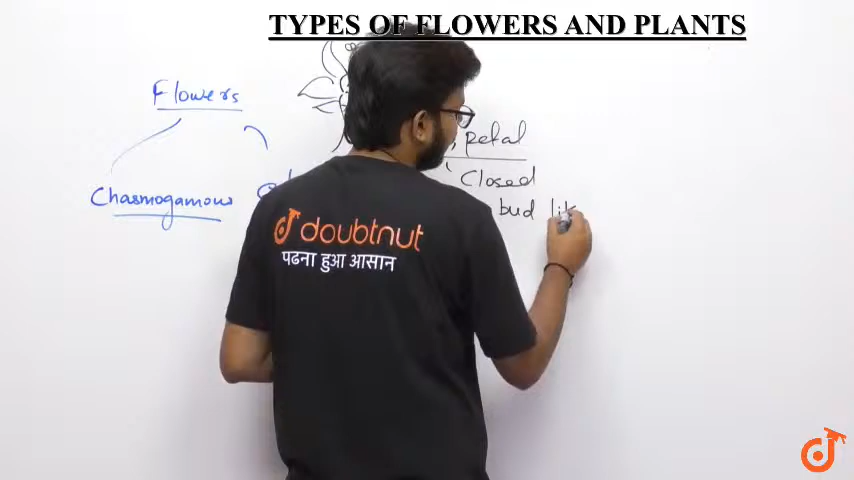 TYPES OF FLOWERS AND PLANTS
Flowers
petal
Closed
Chasmogamous
bud
doubtnut
पढना हुआ आसान